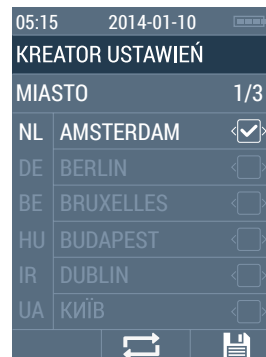 05:15 2014-01-10
KREATOR USTAWIEŃ
MIASTO 1/3
NL AMSTERDAM
DE BERLIN
BE BRUXELLES
HU BUDAPEST
IR DUBLIN
UA КИЇВ